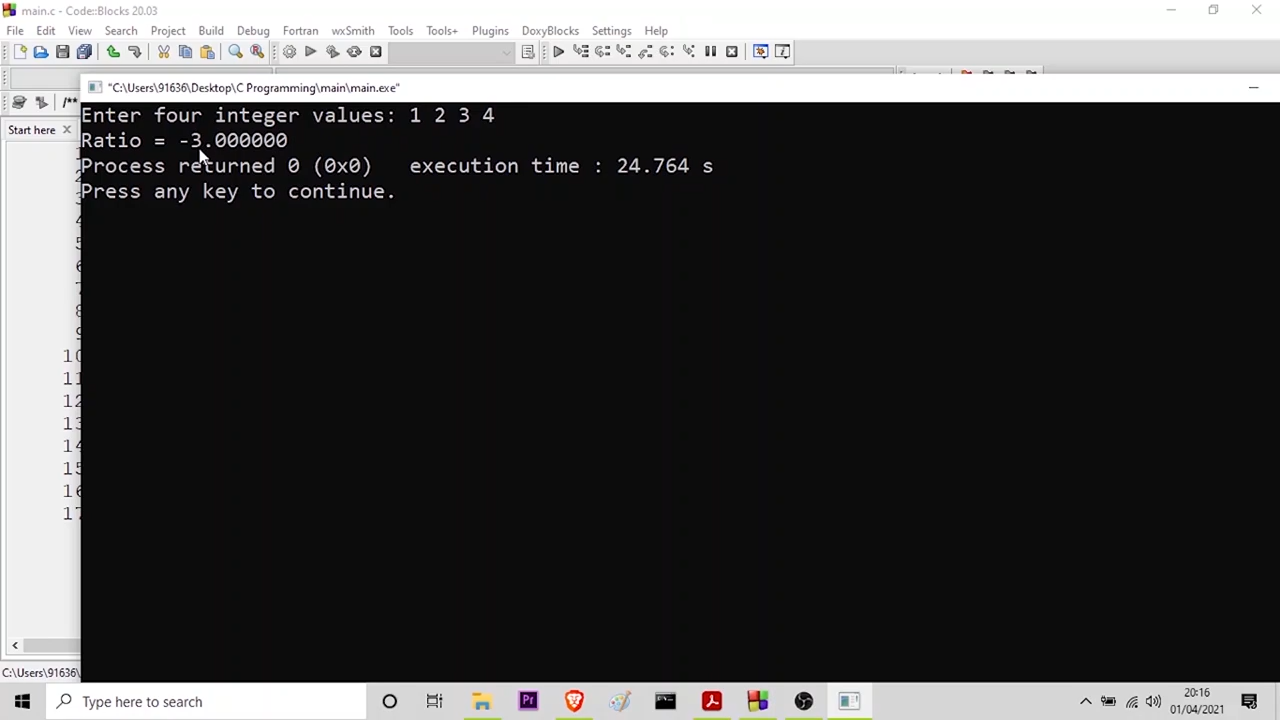 main.c - Code::Blocks 20.03
File Edit View Search Project Build Debug Fortran wxSmith Tools Tools+ Plugins DoxyBlocks Settings Help
/**
"C:\Users\91636\Desktop\C Programming\main\main.exe"
Start here
Enter four integer values: 1 2 3 4
Ratio = -3.000000
Process returned 0 (0x0)   execution time : 24.764 s
Press any key to continue.
10
11
12
13
14
15
16
17
C:\Users\91636\
Type here to search
Pr
20:16
01/04/2021